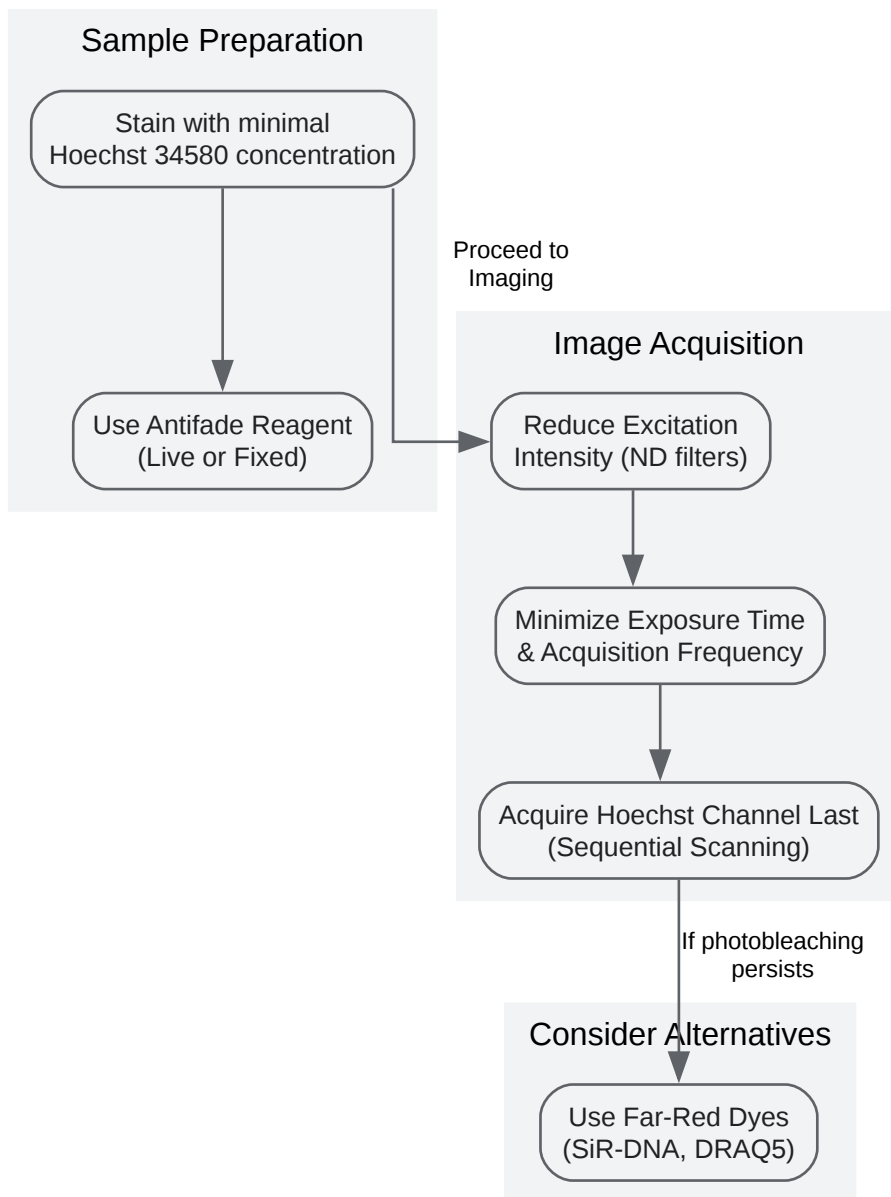 Sample Preparation
Stain with minimal
Hoechst 34580 concentration
Use Antifade Reagent
(Live or Fixed)
Proceed to
Imaging
Image Acquisition
Reduce Excitation
Intensity (ND filters)
Minimize Exposure Time
& Acquisition Frequency
Acquire Hoechst Channel Last
(Sequential Scanning)
If photobleaching
persists
Consider Alternatives
Use Far-Red Dyes
(SiR-DNA, DRAQ5)